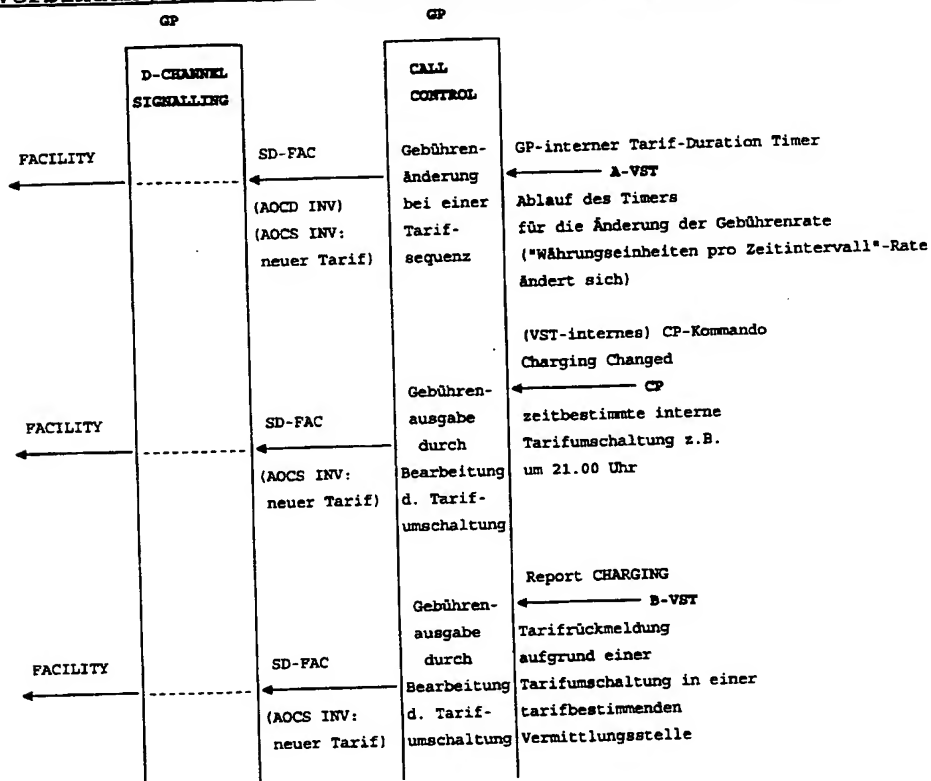 GP
GP
D-CHANNEL
SIGNALLING
CALL
CONTROL
FACILITY
SD-FAC
(AOCD INV)
(AOCS INV:
neuer Tarif)
Gebühren-
änderung
bei einer
Tarif-
sequenz
GP-interner Tarif-Duration Timer
A-VST
Ablauf des Timers
für die Änderung der Gebührenrate
("Währungseinheiten pro Zeitintervall"-Rate
ändert sich)
(VST-internes) CP-Kommando
Charging Changed
CP
zeitbestimmte interne
Tarifumschaltung z.B.
um 21.00 Uhr
FACILITY
SD-FAC
(AOCS INV:
neuer Tarif)
Gebühren-
ausgabe
durch
Bearbeitung
d. Tarif-
umschaltung
Report CHARGING
B-VST
Tarifrückmeldung
aufgrund einer
Tarifumschaltung in einer
tarifbestimmenden
Vermittlungsstelle
FACILITY
SD-FAC
(AOCS INV:
neuer Tarif)
Gebühren-
ausgabe
durch
Bearbeitung
d. Tarif-
umschaltung